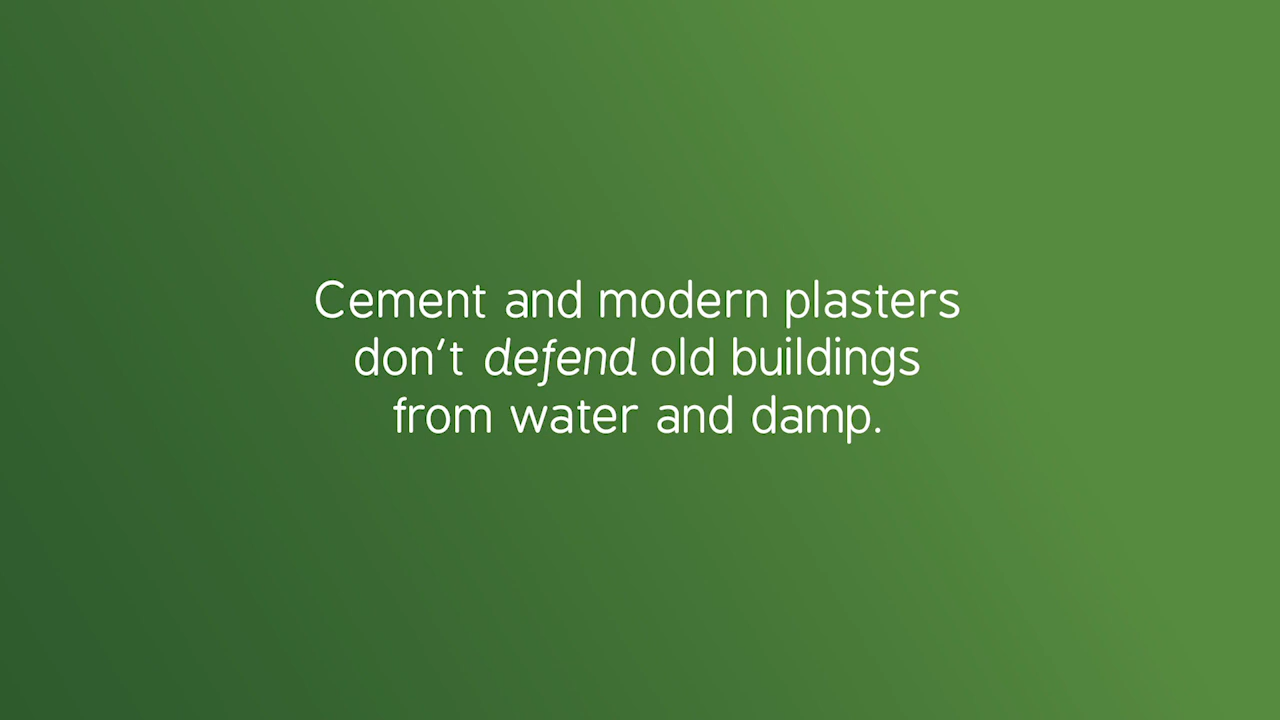 Cement and modern plasters
don’t defend old buildings
from water and damp.